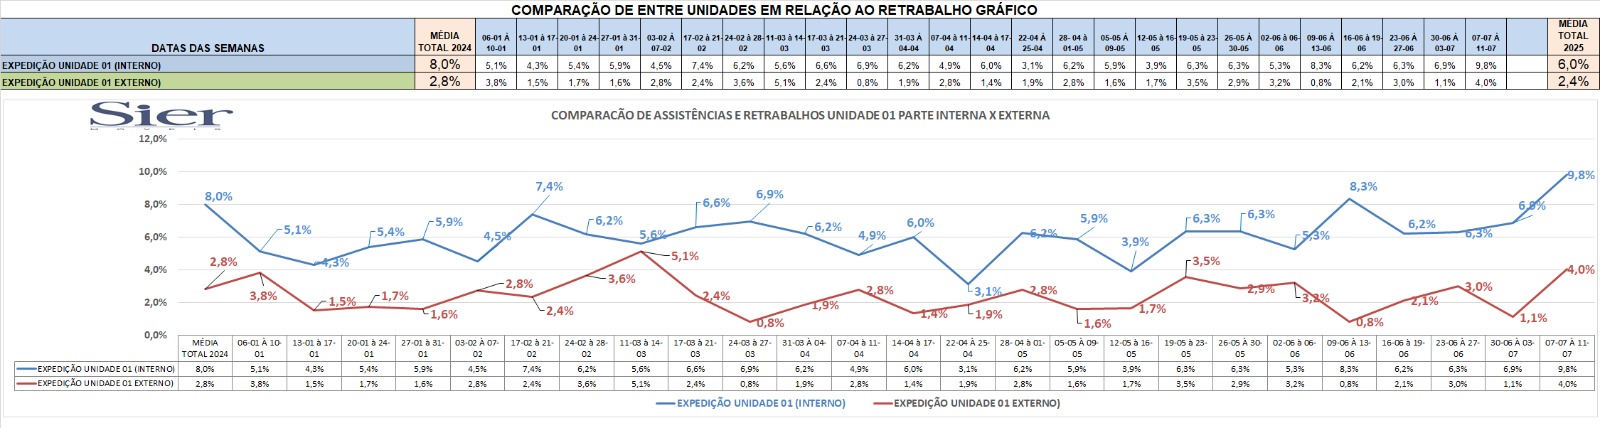 COMPARAÇÃO DE ENTRE UNIDADES EM RELAÇÃO AO RETRABALHO GRÁFICO
DATAS DAS SEMANAS MÉDIA TOTAL 2024 06-01 À 10-01 13-01 à 17-01 20-01 à 24-01 27-01 à 31-01 03-02 à 07-02 17-02 à 21-02 24-02 à 28-02 11-03 à 14-03 17-03 à 21-03 24-03 à 27-03 31-03 à 04-04 07-04 à 11-04 14-04 à 17-04 22-04 À 25-04 28- 04 à 01-05 05-05 À 09-05 12-05 à 16-05 19-05 à 23-05 26-05 À 30-05 02-06 à 06-06 09-06 À 13-06 16-06 à 19-06 23-06 À 27-06 30-06 À 03-07 07-07 À 11-07 MÉDIA TOTAL 2025
EXPEDIÇÃO UNIDADE 01 (INTERNO) 8,0% 5,1% 4,3% 5,4% 5,9% 4,5% 7,4% 6,2% 5,6% 6,6% 6,9% 6,2% 4,9% 6,0% 3,1% 6,2% 5,9% 3,9% 6,3% 6,3% 5,3% 8,3% 6,2% 6,3% 6,9% 9,8% 6,0%
EXPEDIÇÃO UNIDADE 01 EXTERNO) 2,8% 3,8% 1,5% 1,7% 1,6% 2,8% 2,4% 3,6% 5,1% 2,4% 0,8% 1,9% 2,8% 1,4% 1,9% 2,8% 1,6% 1,7% 3,5% 2,9% 3,2% 0,8% 2,1% 3,0% 1,1% 4,0% 2,4%
Sier
MÓVEIS
COMPARACÃO DE ASSISTÊNCIAS E RETRABALHOS UNIDADE 01 PARTE INTERNA X EXTERNA
12,0%
10,0%
8,0%
6,0%
4,0%
2,0%
0,0%
8,0% 5,1% 4,3% 5,4% 5,9% 4,5% 7,4% 6,2% 5,6% 6,6% 6,9% 6,2% 4,9% 6,0% 3,1% 6,2% 5,9% 3,9% 6,3% 6,3% 5,3% 8,3% 6,2% 6,3% 6,9% 9,8%
2,8% 3,8% 1,5% 1,7% 1,6% 2,8% 2,4% 3,6% 5,1% 2,4% 0,8% 1,9% 2,8% 1,4% 1,9% 2,8% 1,6% 1,7% 3,5% 2,9% 3,2% 0,8% 2,1% 3,0% 1,1% 4,0%
MÉDIA TOTAL 2024 06-01 À 10-01 13-01 à 17-01 20-01 à 24-01 27-01 à 31-01 03-02 à 07-02 17-02 à 21-02 24-02 à 28-02 11-03 à 14-03 17-03 à 21-03 24-03 à 27-03 31-03 à 04-04 07-04 à 11-04 14-04 à 17-04 22-04 À 25-04 28- 04 à 01-05 05-05 À 09-05 12-05 à 16-05 19-05 à 23-05 26-05 À 30-05 02-06 à 06-06 09-06 À 13-06 16-06 à 19-06 23-06 À 27-06 30-06 À 03-07 07-07 À 11-07
EXPEDIÇÃO UNIDADE 01 (INTERNO) 8,0% 5,1% 4,3% 5,4% 5,9% 4,5% 7,4% 6,2% 5,6% 6,6% 6,9% 6,2% 4,9% 6,0% 3,1% 6,2% 5,9% 3,9% 6,3% 6,3% 5,3% 8,3% 6,2% 6,3% 6,9% 9,8%
EXPEDIÇÃO UNIDADE 01 EXTERNO) 2,8% 3,8% 1,5% 1,7% 1,6% 2,8% 2,4% 3,6% 5,1% 2,4% 0,8% 1,9% 2,8% 1,4% 1,9% 2,8% 1,6% 1,7% 3,5% 2,9% 3,2% 0,8% 2,1% 3,0% 1,1% 4,0%
EXPEDIÇÃO UNIDADE 01 (INTERNO) EXPEDIÇÃO UNIDADE 01 EXTERNO)